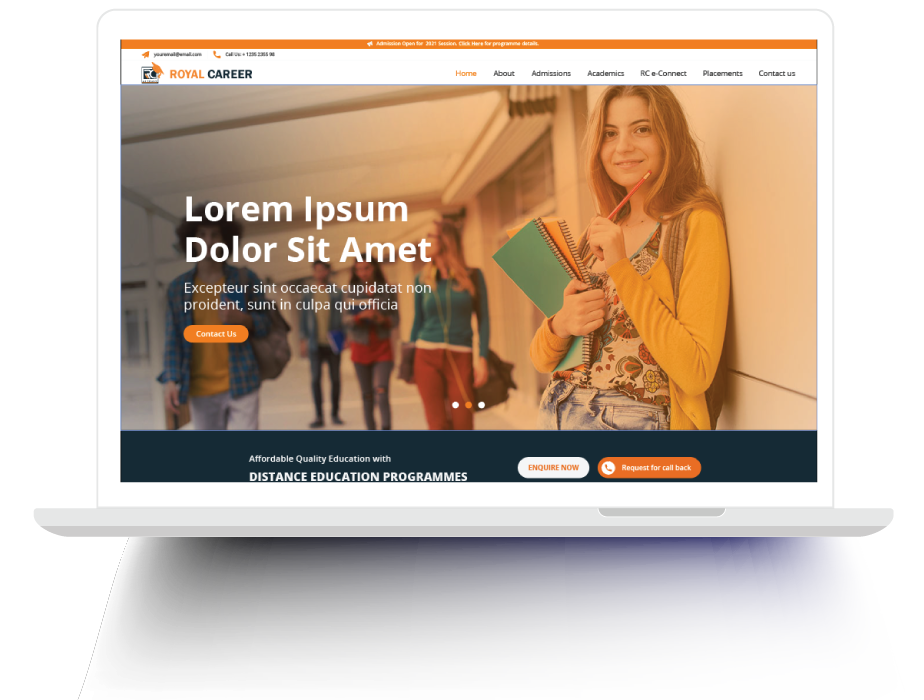 Admission Open for 2021 Session. Click Here for programme details.
youremail@email.com Call Us: + 1235 2355 98
ROYAL CAREER
Home About Admissions Academics RC e-Connect Placements Contact us
Lorem Ipsum
Dolor Sit Amet
Excepteur sint occaecat cupidatat non
proident, sunt in culpa qui officia
Contact Us
Affordable Quality Education with
DISTANCE EDUCATION PROGRAMMES
ENQUIRE NOW Request for call back